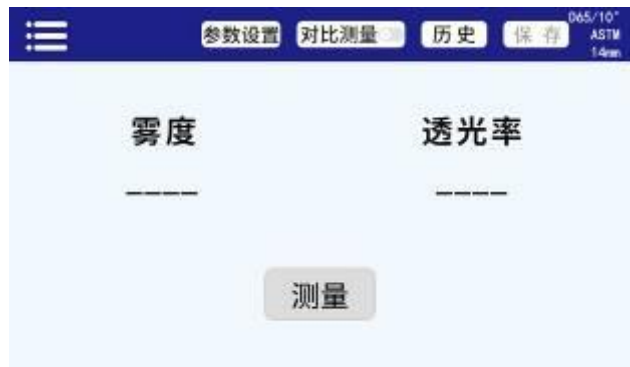 参数设置 对比测量 历史 保存
D65/10°
ASTM
14mm
雾度 透光率
---- ----
测量